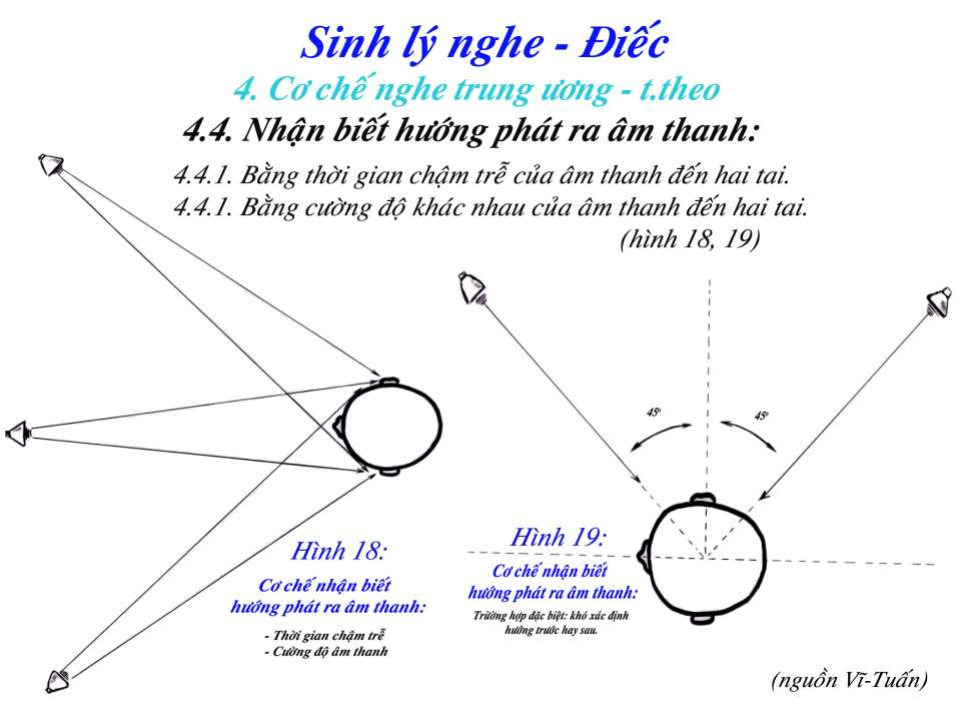 Sinh lý nghe - Điếc
4. Cơ chế nghe trung ương - t.theo
4.4. Nhận biết hướng phát ra âm thanh:
4.4.1. Bằng thời gian chậm trễ của âm thanh đến hai tai.
4.4.1. Bằng cường độ khác nhau của âm thanh đến hai tai.
(hình 18, 19)
45º
45º
Hình 18:
Cơ chế nhận biết
hướng phát ra âm thanh:
- Thời gian chậm trễ
- Cường độ âm thanh
Hình 19:
Cơ chế nhận biết
hướng phát ra âm thanh:
Trường hợp đặc biệt: khó xác định
hướng trước hay sau.
(nguồn Vĩ-Tuấn)